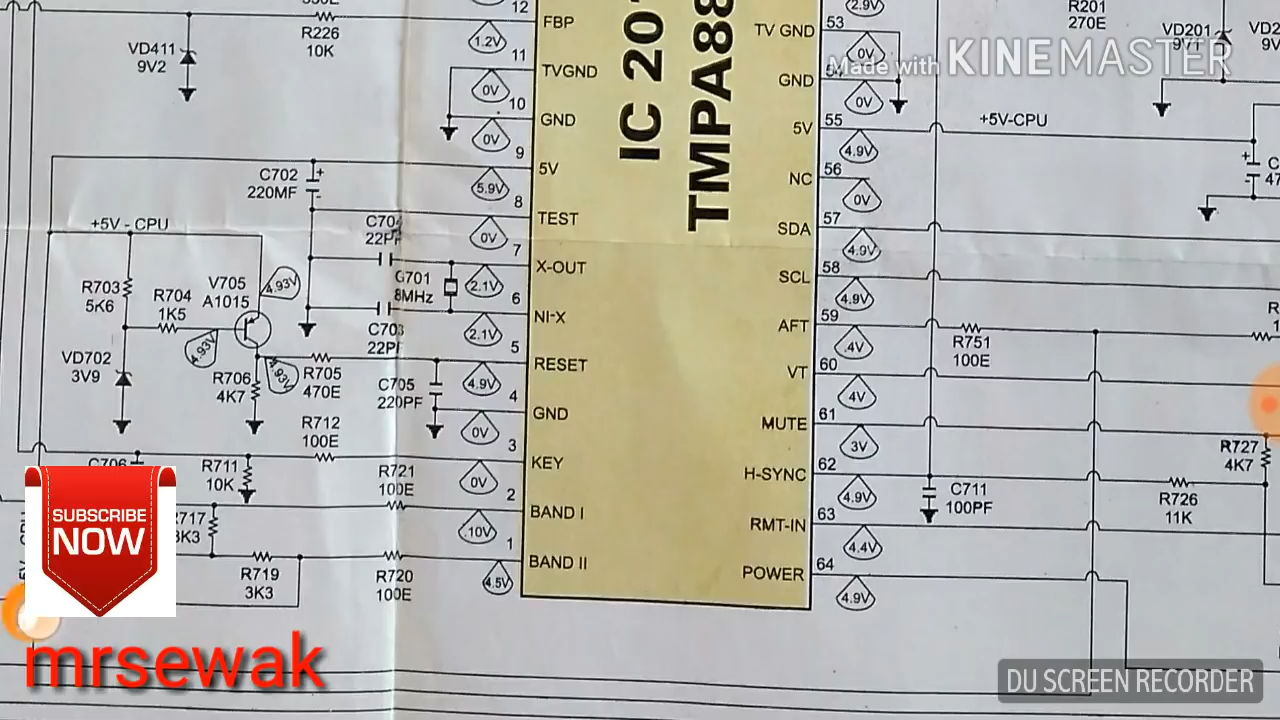 12
FBP
1.2V
11
TVGND
0V
10
GND
0V
9
5V
5.9V
8
TEST
0V
7
X-OUT
2.1V
6
NI-X
2.1V
5
RESET
4.9V
4
GND
0V
3
KEY
0V
2
BAND I
.10V
1
BAND II
4.5V
IC 20
TMPA88
2.9V
53
TV GND
0V
GND
0V
55
5V
4.9V
56
NC
0V
57
SDA
4.9V
58
SCL
4.9V
59
AFT
.4V
60
VT
4V
61
MUTE
3V
62
H-SYNC
4.9V
63
RMT-IN
4.4V
64
POWER
4.9V
R226
10K
VD411
9V2
C702
220MF
+
-
+5V - CPU
C704
22PF
G701
8MHz
C703
22PF
R703
5K6
R704
1K5
V705
A1015
4.93V
4.93V
4.93V
VD702
3V9
R706
4K7
R705
470E
C705
220PF
R712
100E
C706
R711
10K
R721
100E
R717
3K3
R719
3K3
R720
100E
R201
270E
VD201
9V1
VD2
9V
+5V-CPU
+
-
47
R751
100E
R727
4K7
C711
100PF
R726
11K
Made with KINEMASTER
SUBSCRIBE
NOW
mrsewak
DU SCREEN RECORDER